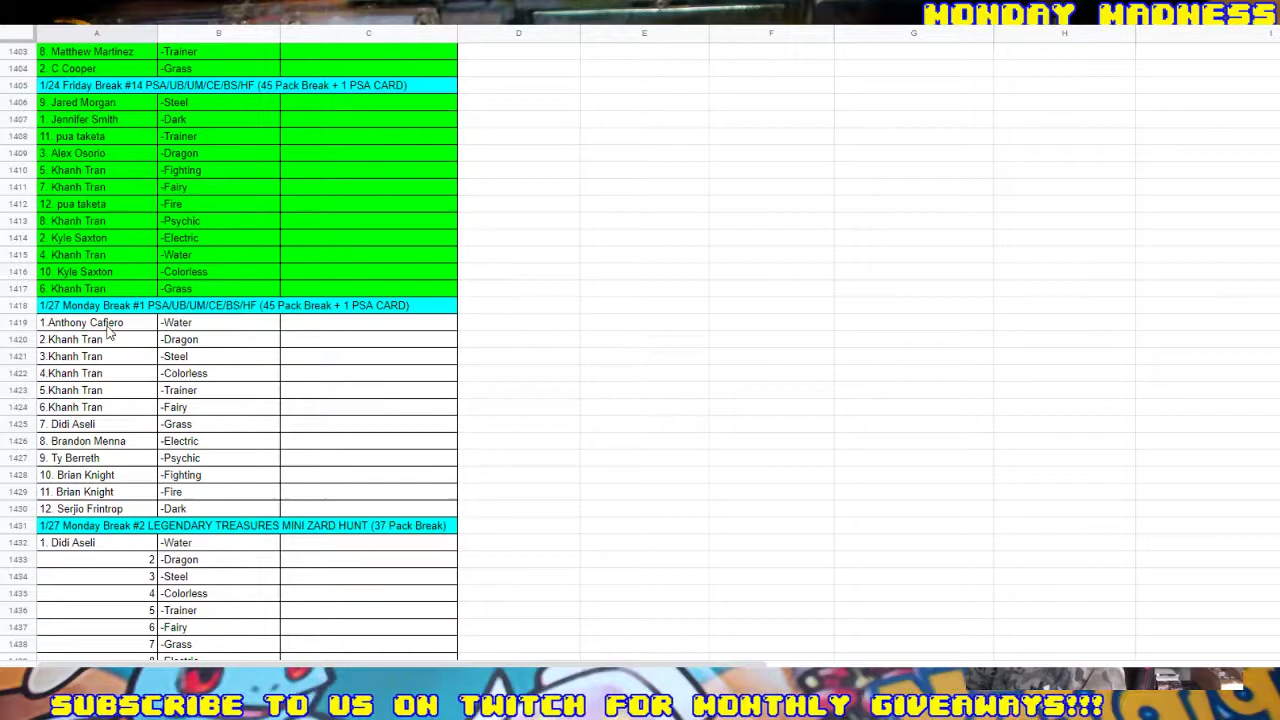 MONDAY MADNESS
A B C D E F G H I
1403 8. Matthew Martinez -Trainer
1404 2. C Cooper -Grass
1405 1/24 Friday Break #14 PSA/UB/UM/CE/BS/HF (45 Pack Break + 1 PSA CARD)
1406 9. Jared Morgan -Steel
1407 1. Jennifer Smith -Dark
1408 11. pua taketa -Trainer
1409 3. Alex Osorio -Dragon
1410 5. Khanh Tran -Fighting
1411 7. Khanh Tran -Fairy
1412 12. pua taketa -Fire
1413 8. Khanh Tran -Psychic
1414 2. Kyle Saxton -Electric
1415 4. Khanh Tran -Water
1416 10. Kyle Saxton -Colorless
1417 6. Khanh Tran -Grass
1418 1/27 Monday Break #1 PSA/UB/UM/CE/BS/HF (45 Pack Break + 1 PSA CARD)
1419 1.Anthony Cafiero -Water
1420 2.Khanh Tran -Dragon
1421 3.Khanh Tran -Steel
1422 4.Khanh Tran -Colorless
1423 5.Khanh Tran -Trainer
1424 6.Khanh Tran -Fairy
1425 7. Didi Aseli -Grass
1426 8. Brandon Menna -Electric
1427 9. Ty Berreth -Psychic
1428 10. Brian Knight -Fighting
1429 11. Brian Knight -Fire
1430 12. Serjio Frintrop -Dark
1431 1/27 Monday Break #2 LEGENDARY TREASURES MINI ZARD HUNT (37 Pack Break)
1432 1. Didi Aseli -Water
1433 2 -Dragon
1434 3 -Steel
1435 4 -Colorless
1436 5 -Trainer
1437 6 -Fairy
1438 7 -Grass
SUBSCRIBE TO US ON TWITCH FOR MONTHLY GIVEAWAYS!!!